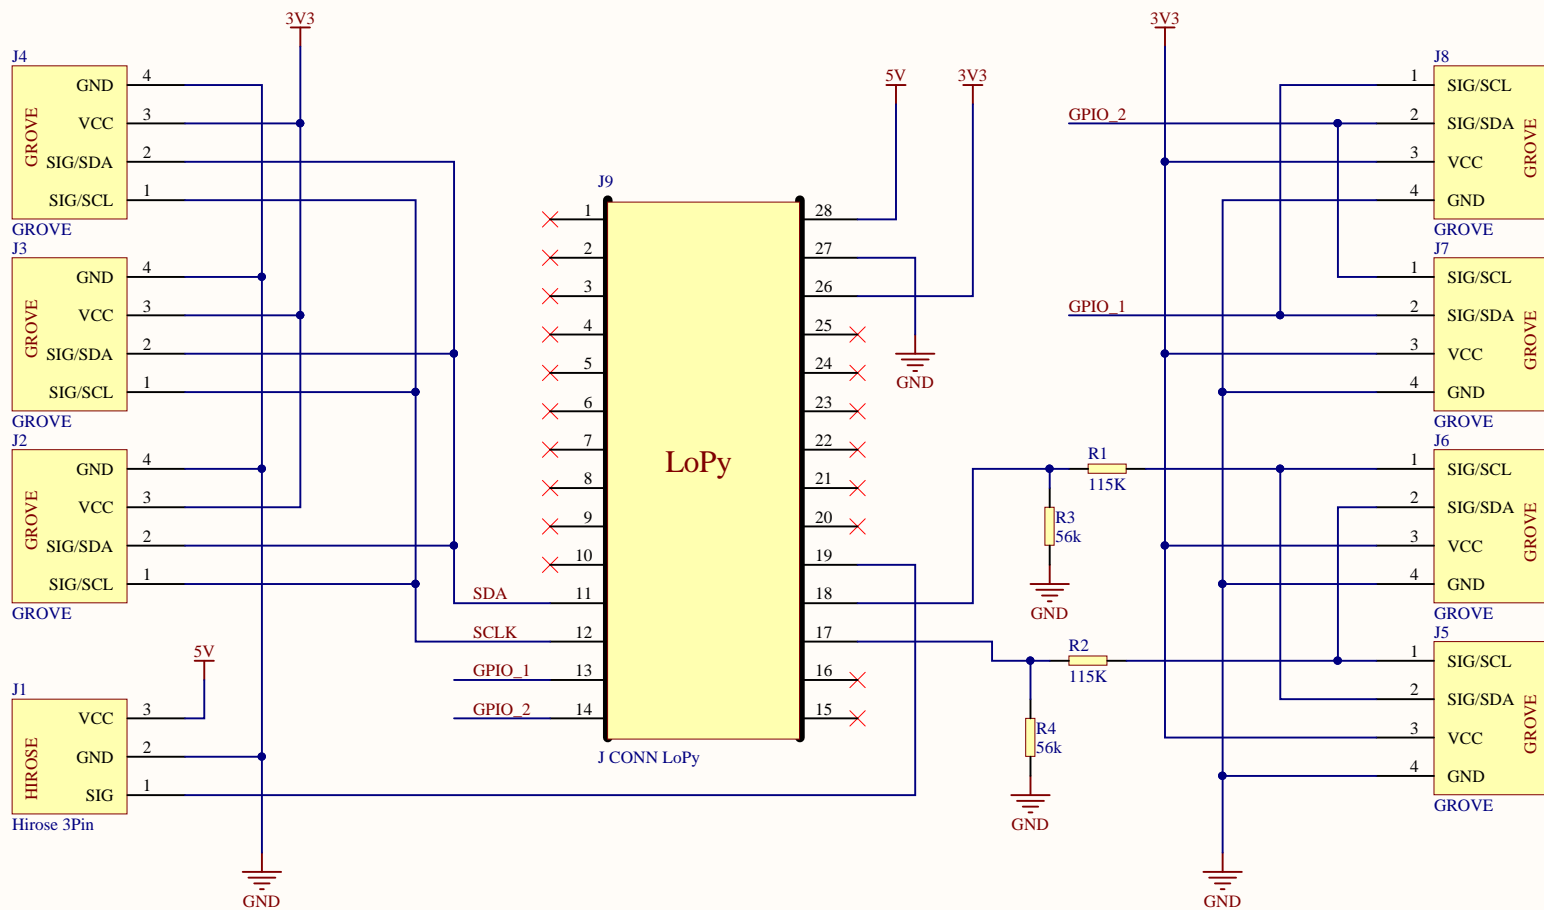 3V3
J4
GROVE
GND 4
VCC 3
SIG/SDA 2
SIG/SCL 1
GROVE
J3
GROVE
GND 4
VCC 3
SIG/SDA 2
SIG/SCL 1
GROVE
J2
GROVE
GND 4
VCC 3
SIG/SDA 2
SIG/SCL 1
GROVE
5V
J1
HIROSE
VCC 3
GND 2
SIG 1
Hirose 3Pin
GND
J9
LoPy
1
2
3
4
5
6
7
8
9
10
SDA 11
SCLK 12
GPIO_1 13
GPIO_2 14
28
27
26
25
24
23
22
21
20
19
18
17
16
15
J CONN LoPy
5V
3V3
GND
R1
115K
R3
56k
GND
R2
115K
R4
56k
GND
3V3
GPIO_2
GPIO_1
J8
1 SIG/SCL
2 SIG/SDA
3 VCC
4 GND
GROVE
GROVE
J7
1 SIG/SCL
2 SIG/SDA
3 VCC
4 GND
GROVE
GROVE
J6
1 SIG/SCL
2 SIG/SDA
3 VCC
4 GND
GROVE
GROVE
J5
1 SIG/SCL
2 SIG/SDA
3 VCC
4 GND
GROVE
GROVE
GND